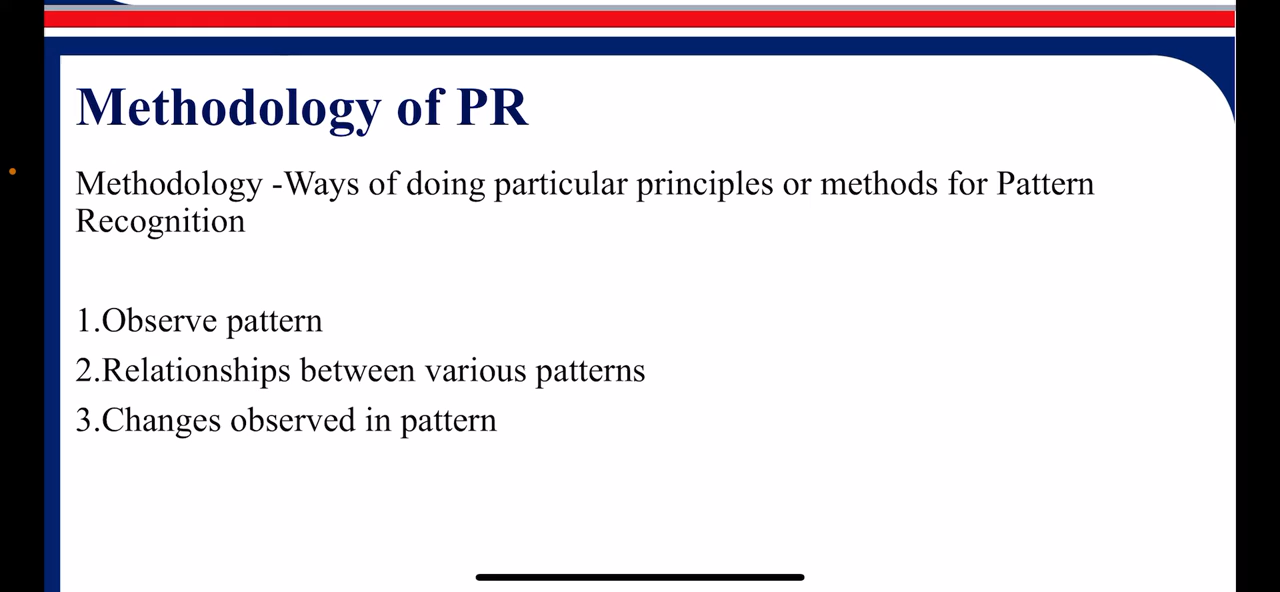 Methodology of PR
Methodology -Ways of doing particular principles or methods for Pattern
Recognition
1.Observe pattern
2.Relationships between various patterns
3.Changes observed in pattern